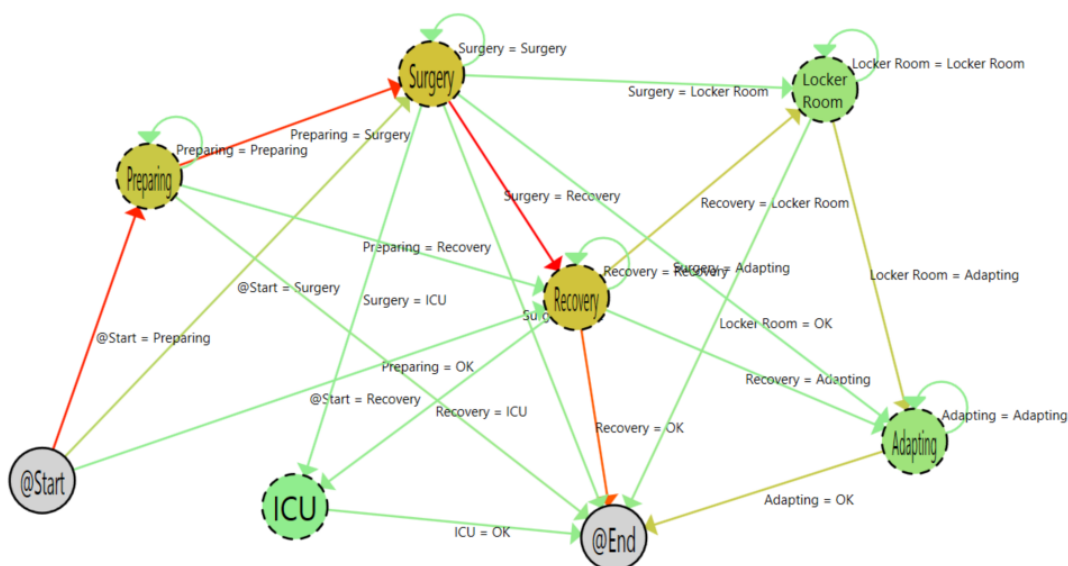 Surgery = Surgery
Surgery
Locker Room = Locker Room
Locker
Room
Surgery = Locker Room
Preparing = Surgery
Preparing = Preparing
Preparing
Surgery = Recovery
Recovery = Locker Room
Preparing = Recovery
Surgery = Adapting
Recovery = Recovery
Locker Room = Adapting
@Start = Surgery
Surgery = ICU
Recovery
Surg
Locker Room = OK
@Start = Preparing
Preparing = OK
Recovery = Adapting
@Start = Recovery
Recovery = ICU
Adapting = Adapting
Recovery = OK
Adapting
@Start
Adapting = OK
ICU
ICU = OK
@End